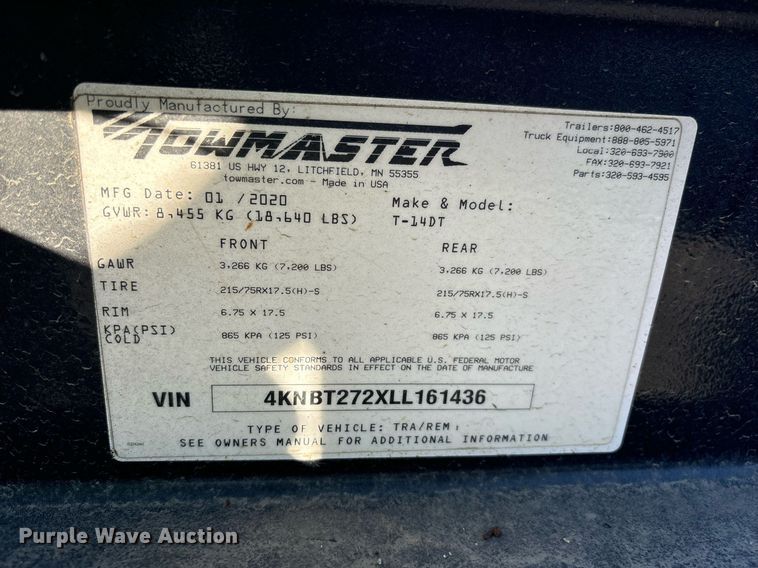 Proudly Manufactured By:
TOWMASTER
61381 US HWY 12, LITCHFIELD, MN 55355
towmaster.com - Made in USA
Trailers:800-462-4517
Truck Equipment:888-805-5971
Local:320-693-7900
FAX:320-693-7921
Parts:320-593-4595
MFG Date: 01 /2020
GVWR: 8,455 KG (18,640 LBS)
Make & Model:
T-14DT
FRONT REAR
GAWR 3,266 KG (7,200 LBS) 3,266 KG (7,200 LBS)
TIRE 215/75RX17.5(H)-S 215/75RX17.5(H)-S
RIM 6.75 X 17.5 6.75 X 17.5
KPA(PSI) COLD 865 KPA (125 PSI) 865 KPA (125 PSI)
THIS VEHICLE CONFORMS TO ALL APPLICABLE U.S. FEDERAL MOTOR
VEHICLE SAFETY STANDARDS IN EFFECT ON THE DATE OF MANUFACTURE
VIN 4KNBT272XLL161436
TYPE OF VEHICLE: TRA/REM:
SEE OWNERS MANUAL FOR ADDITIONAL INFORMATION
Purple Wave Auction